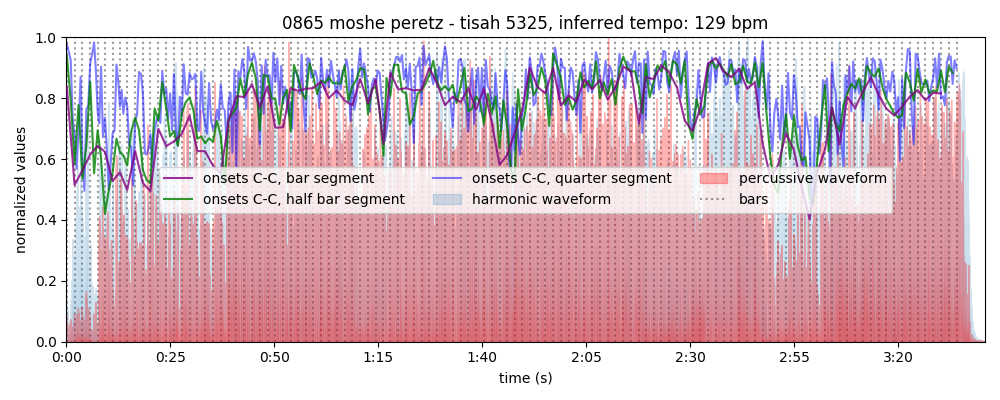 0865 moshe peretz - tisah 5325, inferred tempo: 129 bpm
1.0
0.8
0.6
0.4
0.2
0.0
normalized values
onsets C-C, bar segment
onsets C-C, half bar segment
onsets C-C, quarter segment
harmonic waveform
percussive waveform
bars
0:00 0:25 0:50 1:15 1:40 2:05 2:30 2:55 3:20
time (s)